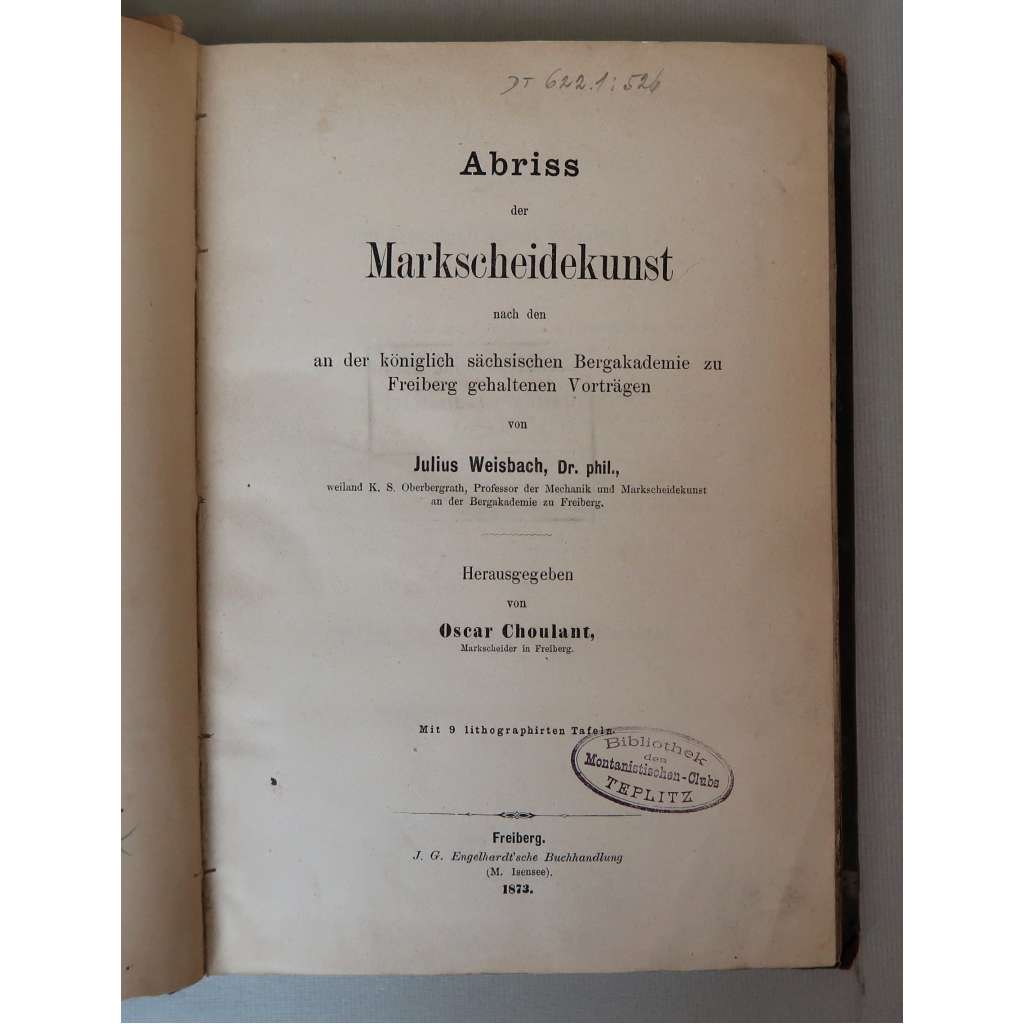 DT 622.1:526
Abriss
der
Markscheidekunst
nach den
an der königlich sächsischen Bergakademie zu
Freiberg gehaltenen Vorträgen
von
Julius Weisbach, Dr. phil.,
weiland K. S. Oberbergrath, Professor der Mechanik und Markscheidekunst
an der Bergakademie zu Freiberg.
Herausgegeben
von
Oscar Choulant,
Markscheider in Freiberg.
Mit 9 lithographirten Tafeln.
Bibliothek
des
Montanistischen-Clubs
TEPLITZ
Freiberg.
J. G. Engelhardt'sche Buchhandlung
(M. Isensee).
1873.